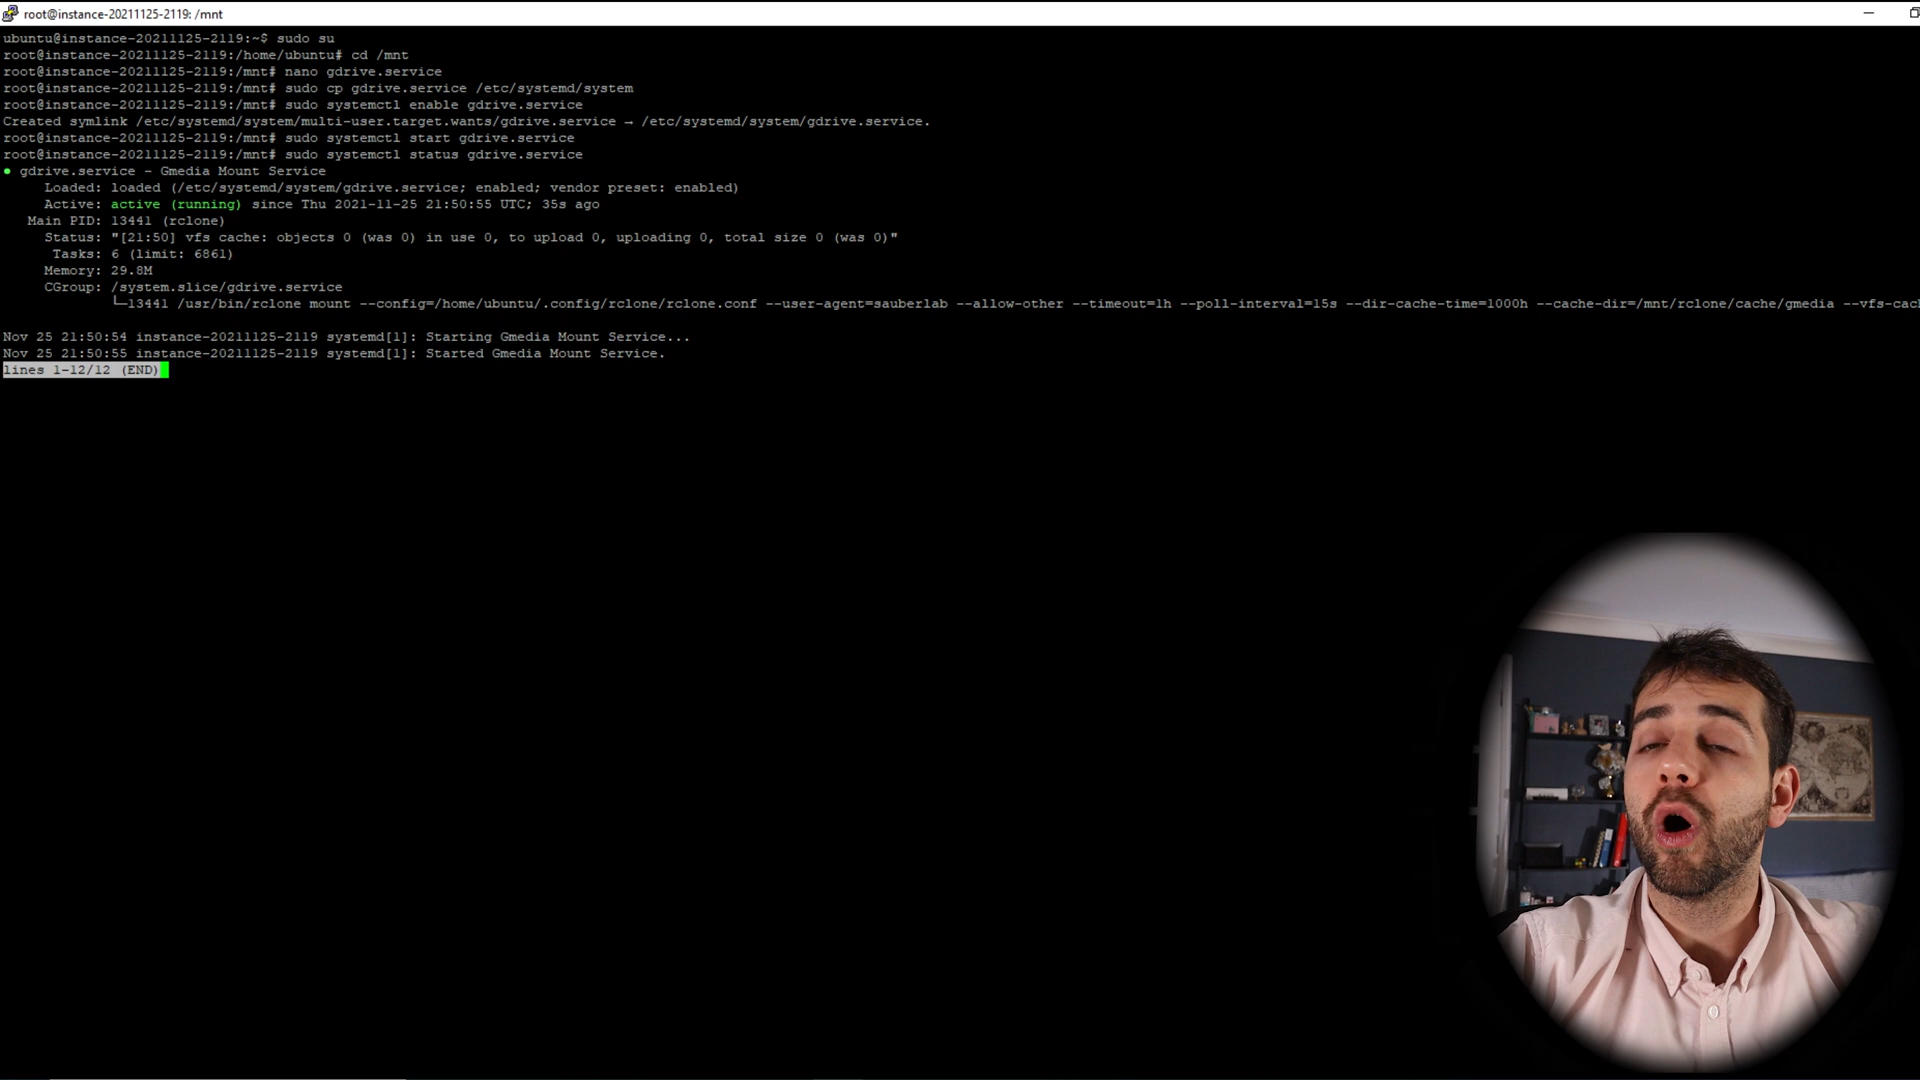 root@instance-20211125-2119: /mnt
ubuntu@instance-20211125-2119:~$ sudo su
root@instance-20211125-2119:/home/ubuntu# cd /mnt
root@instance-20211125-2119:/mnt# nano gdrive.service
root@instance-20211125-2119:/mnt# sudo cp gdrive.service /etc/systemd/system
root@instance-20211125-2119:/mnt# sudo systemctl enable gdrive.service
Created symlink /etc/systemd/system/multi-user.target.wants/gdrive.service → /etc/systemd/system/gdrive.service.
root@instance-20211125-2119:/mnt# sudo systemctl start gdrive.service
root@instance-20211125-2119:/mnt# sudo systemctl status gdrive.service
● gdrive.service - Gmedia Mount Service
Loaded: loaded (/etc/systemd/system/gdrive.service; enabled; vendor preset: enabled)
Active: active (running) since Thu 2021-11-25 21:50:55 UTC; 35s ago
Main PID: 13441 (rclone)
Status: "[21:50] vfs cache: objects 0 (was 0) in use 0, to upload 0, uploading 0, total size 0 (was 0)"
Tasks: 6 (limit: 6861)
Memory: 29.8M
CGroup: /system.slice/gdrive.service
└─13441 /usr/bin/rclone mount --config=/home/ubuntu/.config/rclone/rclone.conf --user-agent=sauberlab --allow-other --timeout=1h --poll-interval=15s --dir-cache-time=1000h --cache-dir=/mnt/rclone/cache/gmedia --vfs-cac
Nov 25 21:50:54 instance-20211125-2119 systemd[1]: Starting Gmedia Mount Service...
Nov 25 21:50:55 instance-20211125-2119 systemd[1]: Started Gmedia Mount Service.
lines 1-12/12 (END)